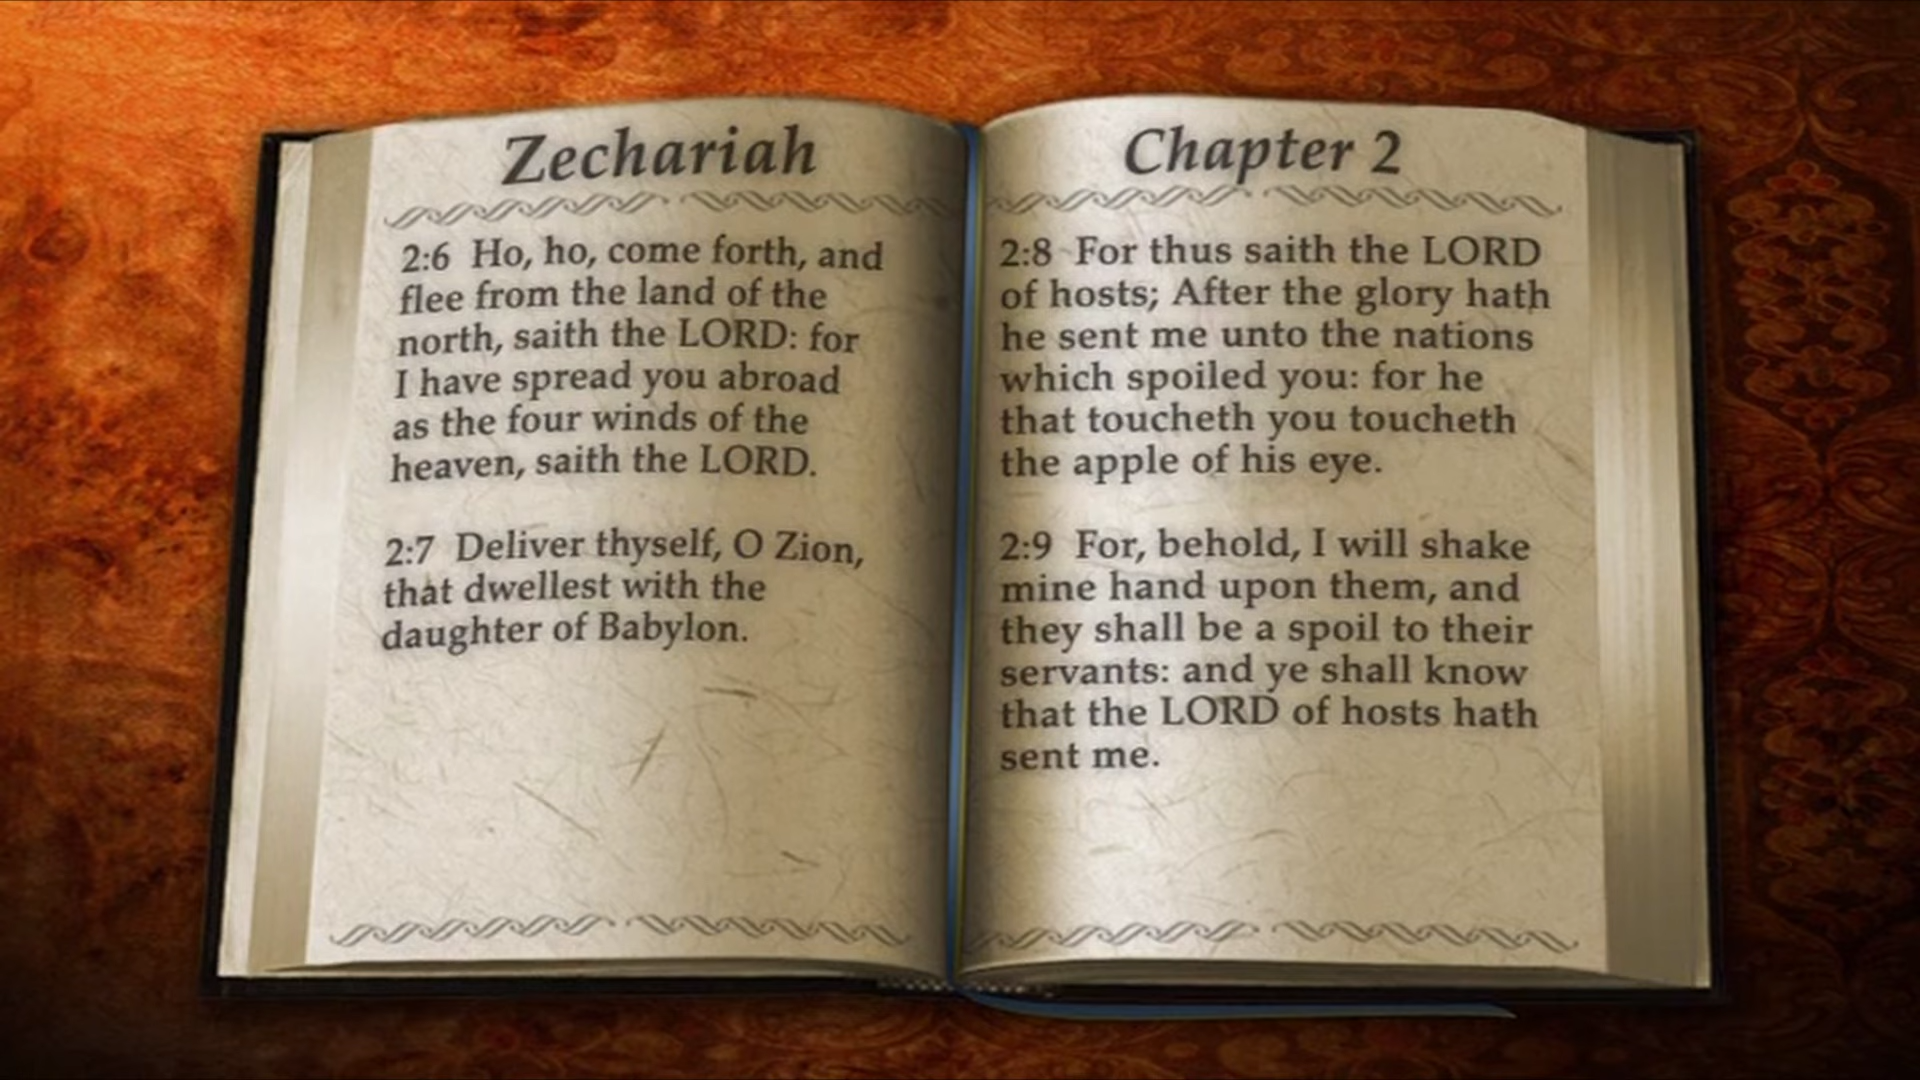 Zechariah
2:6 Ho, ho, come forth, and
flee from the land of the
north, saith the LORD: for
I have spread you abroad
as the four winds of the
heaven, saith the LORD.
2:7 Deliver thyself, O Zion,
that dwellest with the
daughter of Babylon.
Chapter 2
2:8 For thus saith the LORD
of hosts; After the glory hath
he sent me unto the nations
which spoiled you: for he
that toucheth you toucheth
the apple of his eye.
2:9 For, behold, I will shake
mine hand upon them, and
they shall be a spoil to their
servants: and ye shall know
that the LORD of hosts hath
sent me.